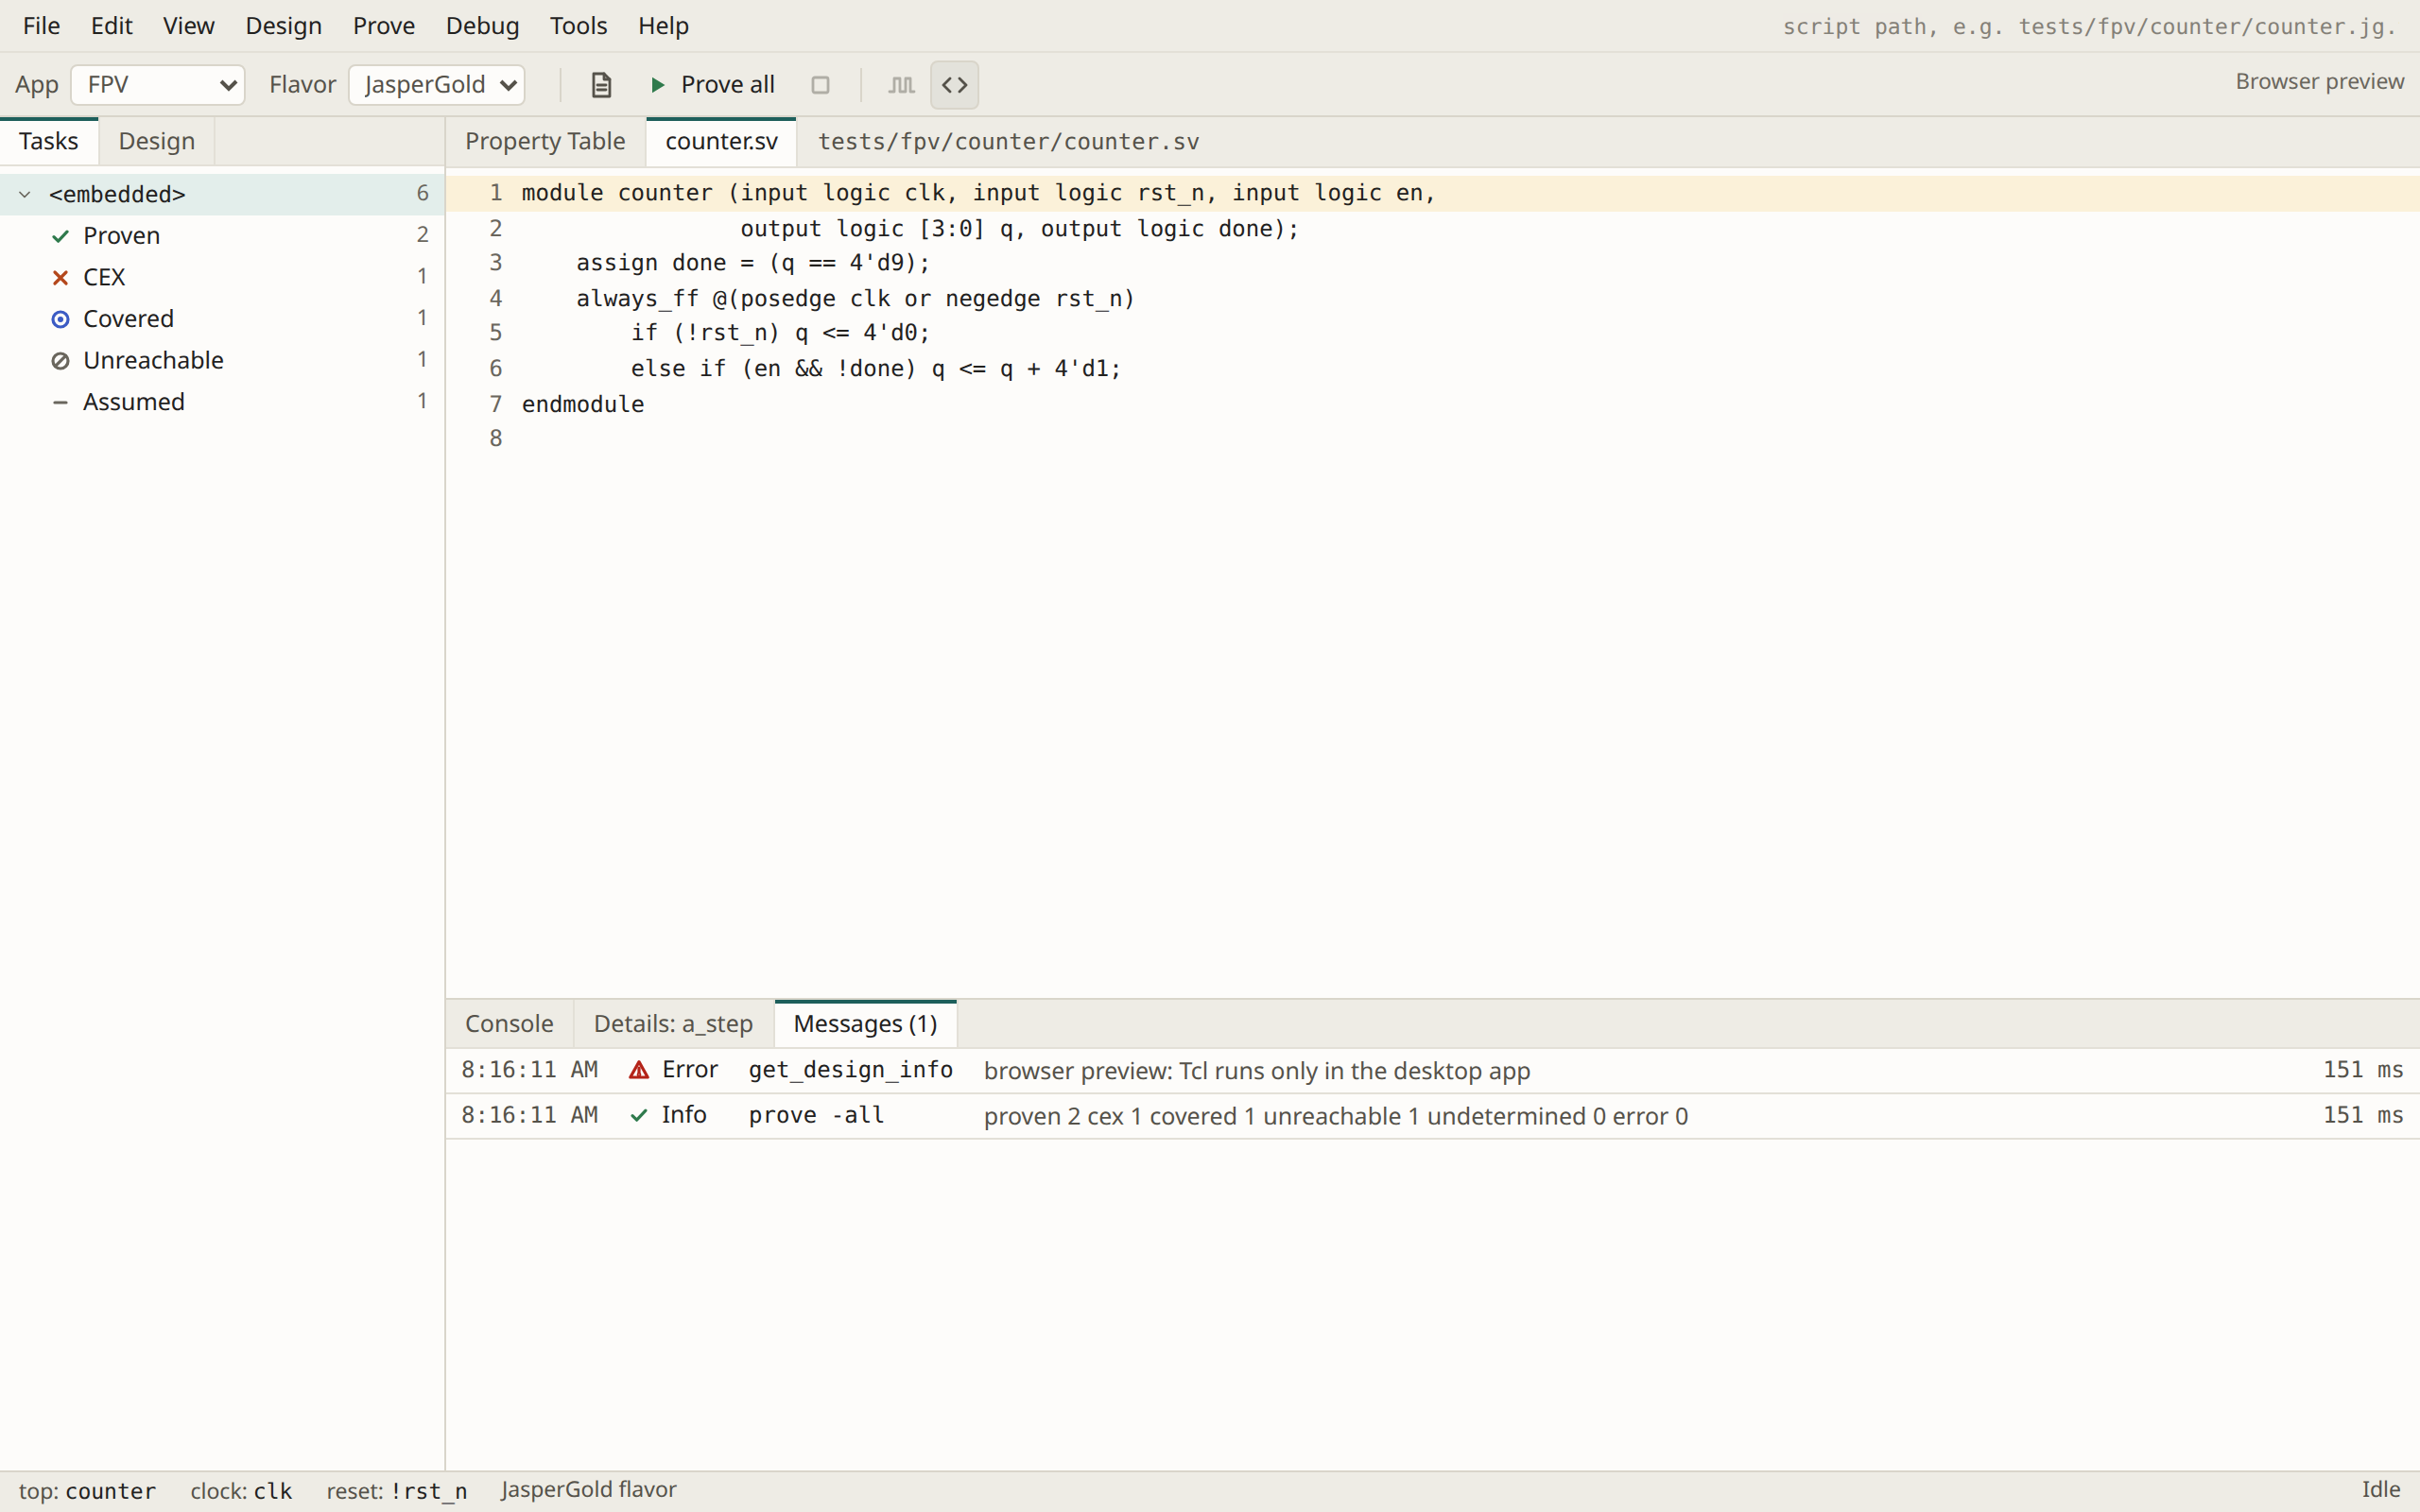 File Edit View Design Prove Debug Tools Help script path, e.g. tests/fpv/counter/counter.jg.
App FPV Flavor JasperGold Prove all Browser preview
Tasks Design
<embedded> 6
Proven 2
CEX 1
Covered 1
Unreachable 1
Assumed 1
Property Table counter.sv tests/fpv/counter/counter.sv
1 module counter (input logic clk, input logic rst_n, input logic en,
2                 output logic [3:0] q, output logic done);
3     assign done = (q == 4'd9);
4     always_ff @(posedge clk or negedge rst_n)
5         if (!rst_n) q <= 4'd0;
6         else if (en && !done) q <= q + 4'd1;
7 endmodule
8
Console Details: a_step Messages (1)
8:16:11 AM Error get_design_info browser preview: Tcl runs only in the desktop app 151 ms
8:16:11 AM Info prove -all proven 2 cex 1 covered 1 unreachable 1 undetermined 0 error 0 151 ms
top: counter clock: clk reset: !rst_n JasperGold flavor Idle